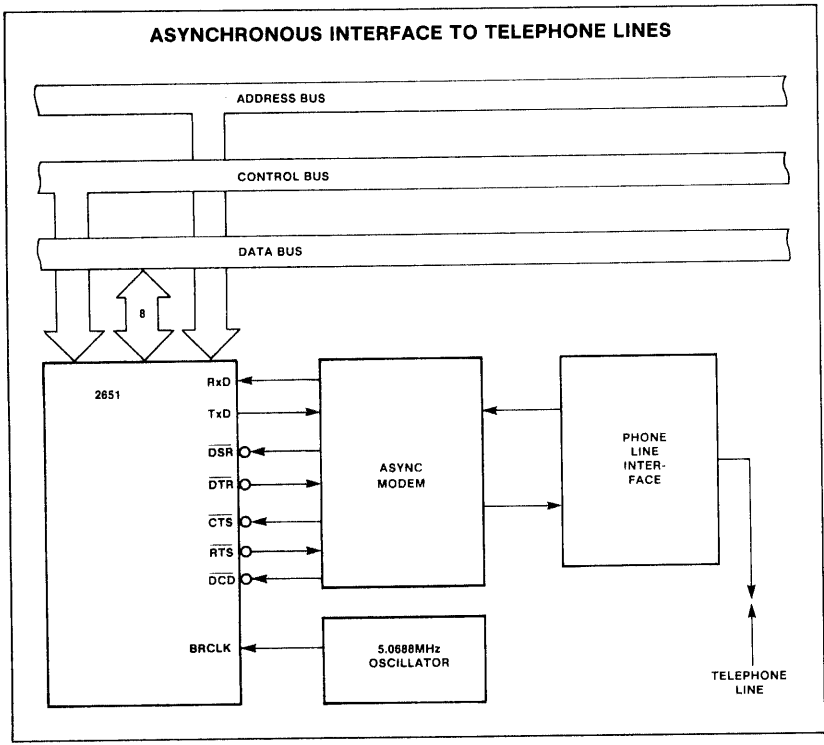 ASYNCHRONOUS INTERFACE TO TELEPHONE LINES
ADDRESS BUS
CONTROL BUS
DATA BUS
8
2651
RxD
TxD
DSR
DTR
CTS
RTS
DCD
BRCLK
ASYNC
MODEM
PHONE
LINE
INTER-
FACE
5.0688MHz
OSCILLATOR
TELEPHONE
LINE